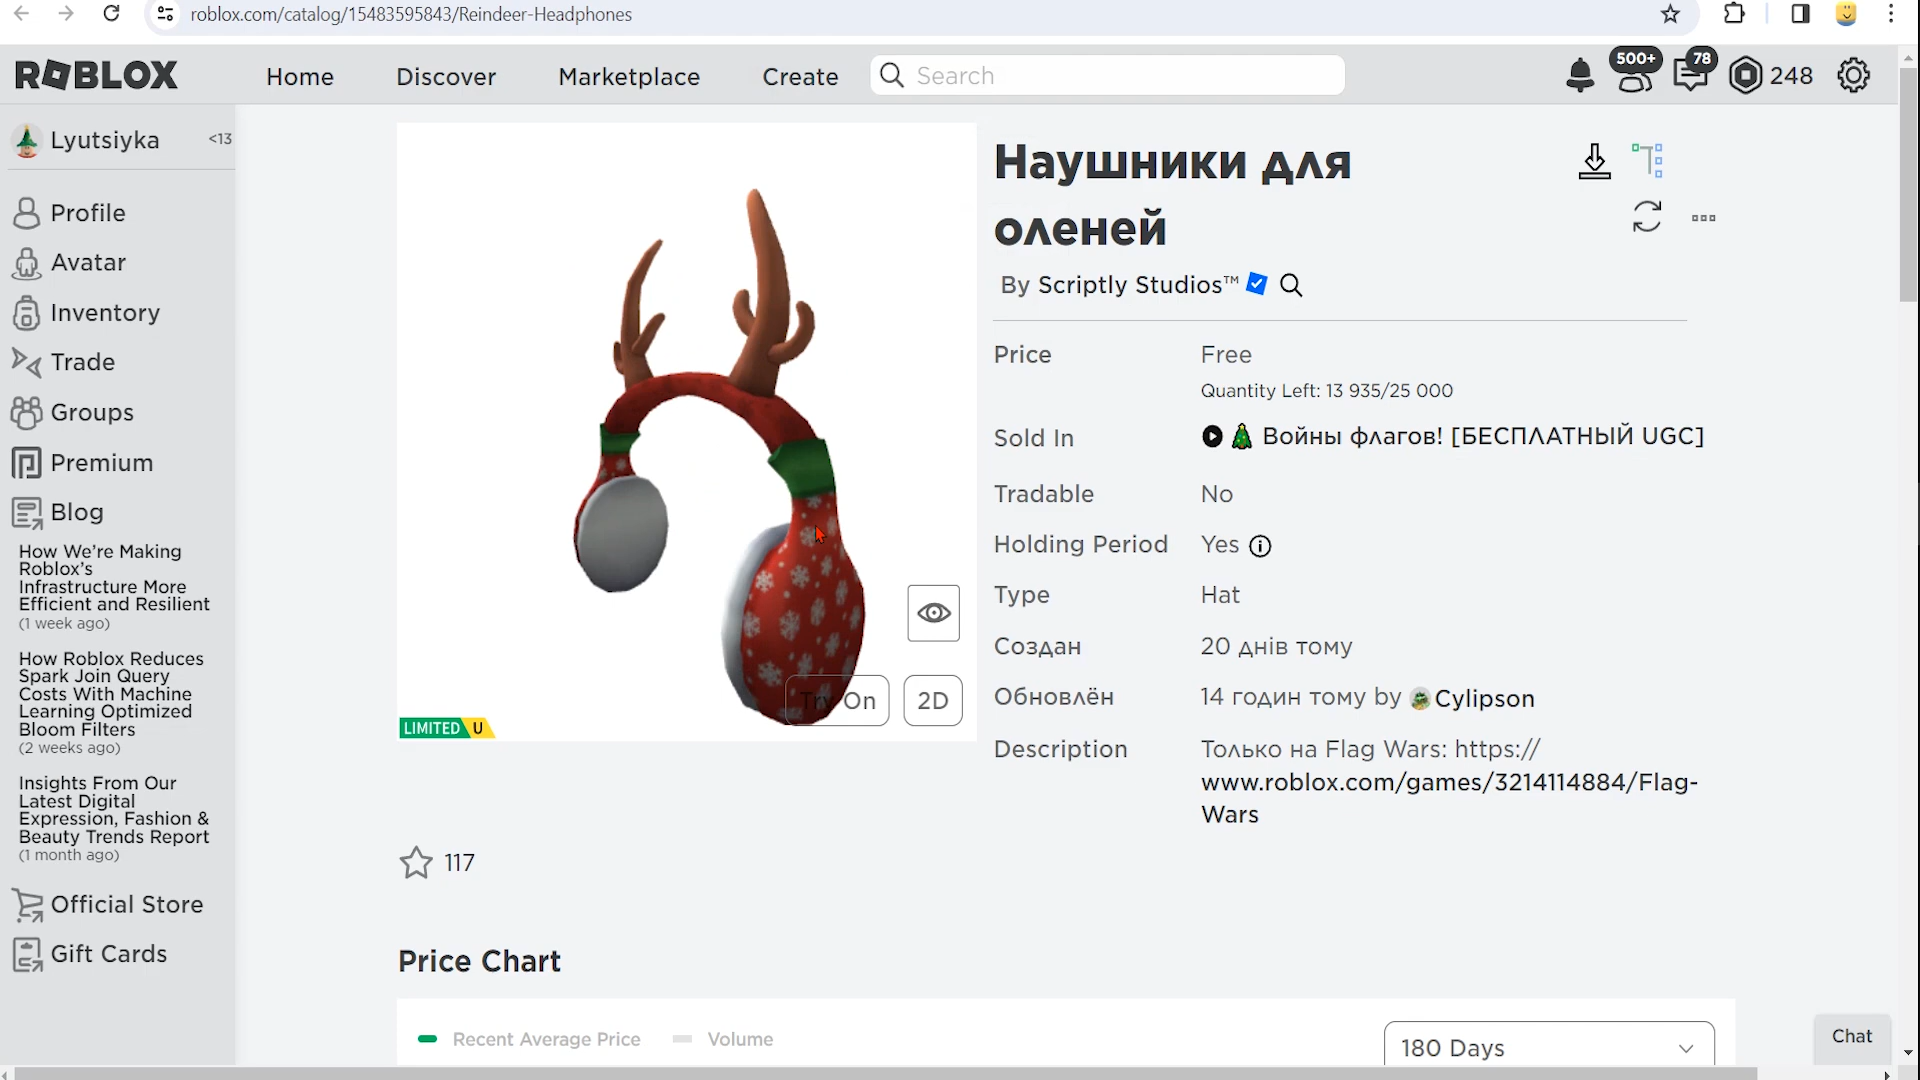 roblox.com/catalog/15483595843/Reindeer-Headphones
ROBLOX
Home
Discover
Marketplace
Create
Search
500+
78
248
Lyutsiyka
<13
Profile
Avatar
Inventory
Trade
Groups
Premium
Blog
How We're Making
Roblox's
Infrastructure More
Efficient and Resilient
(1 week ago)
How Roblox Reduces
Spark Join Query
Costs With Machine
Learning Optimized
Bloom Filters
(2 weeks ago)
Insights From Our
Latest Digital
Expression, Fashion &
Beauty Trends Report
(1 month ago)
Official Store
Gift Cards
Try On
2D
LIMITED U
117
Наушники для
оленей
By Scriptly Studios™
Price
Free
Quantity Left: 13 935/25 000
Sold In
Войны флагов! [БЕСПЛАТНЫЙ UGC]
Tradable
No
Holding Period
Yes
Type
Hat
Создан
20 днів тому
Обновлён
14 годин тому by Cylipson
Description
Только на Flag Wars: https://
www.roblox.com/games/3214114884/Flag-
Wars
Price Chart
Recent Average Price
Volume
180 Days
Chat